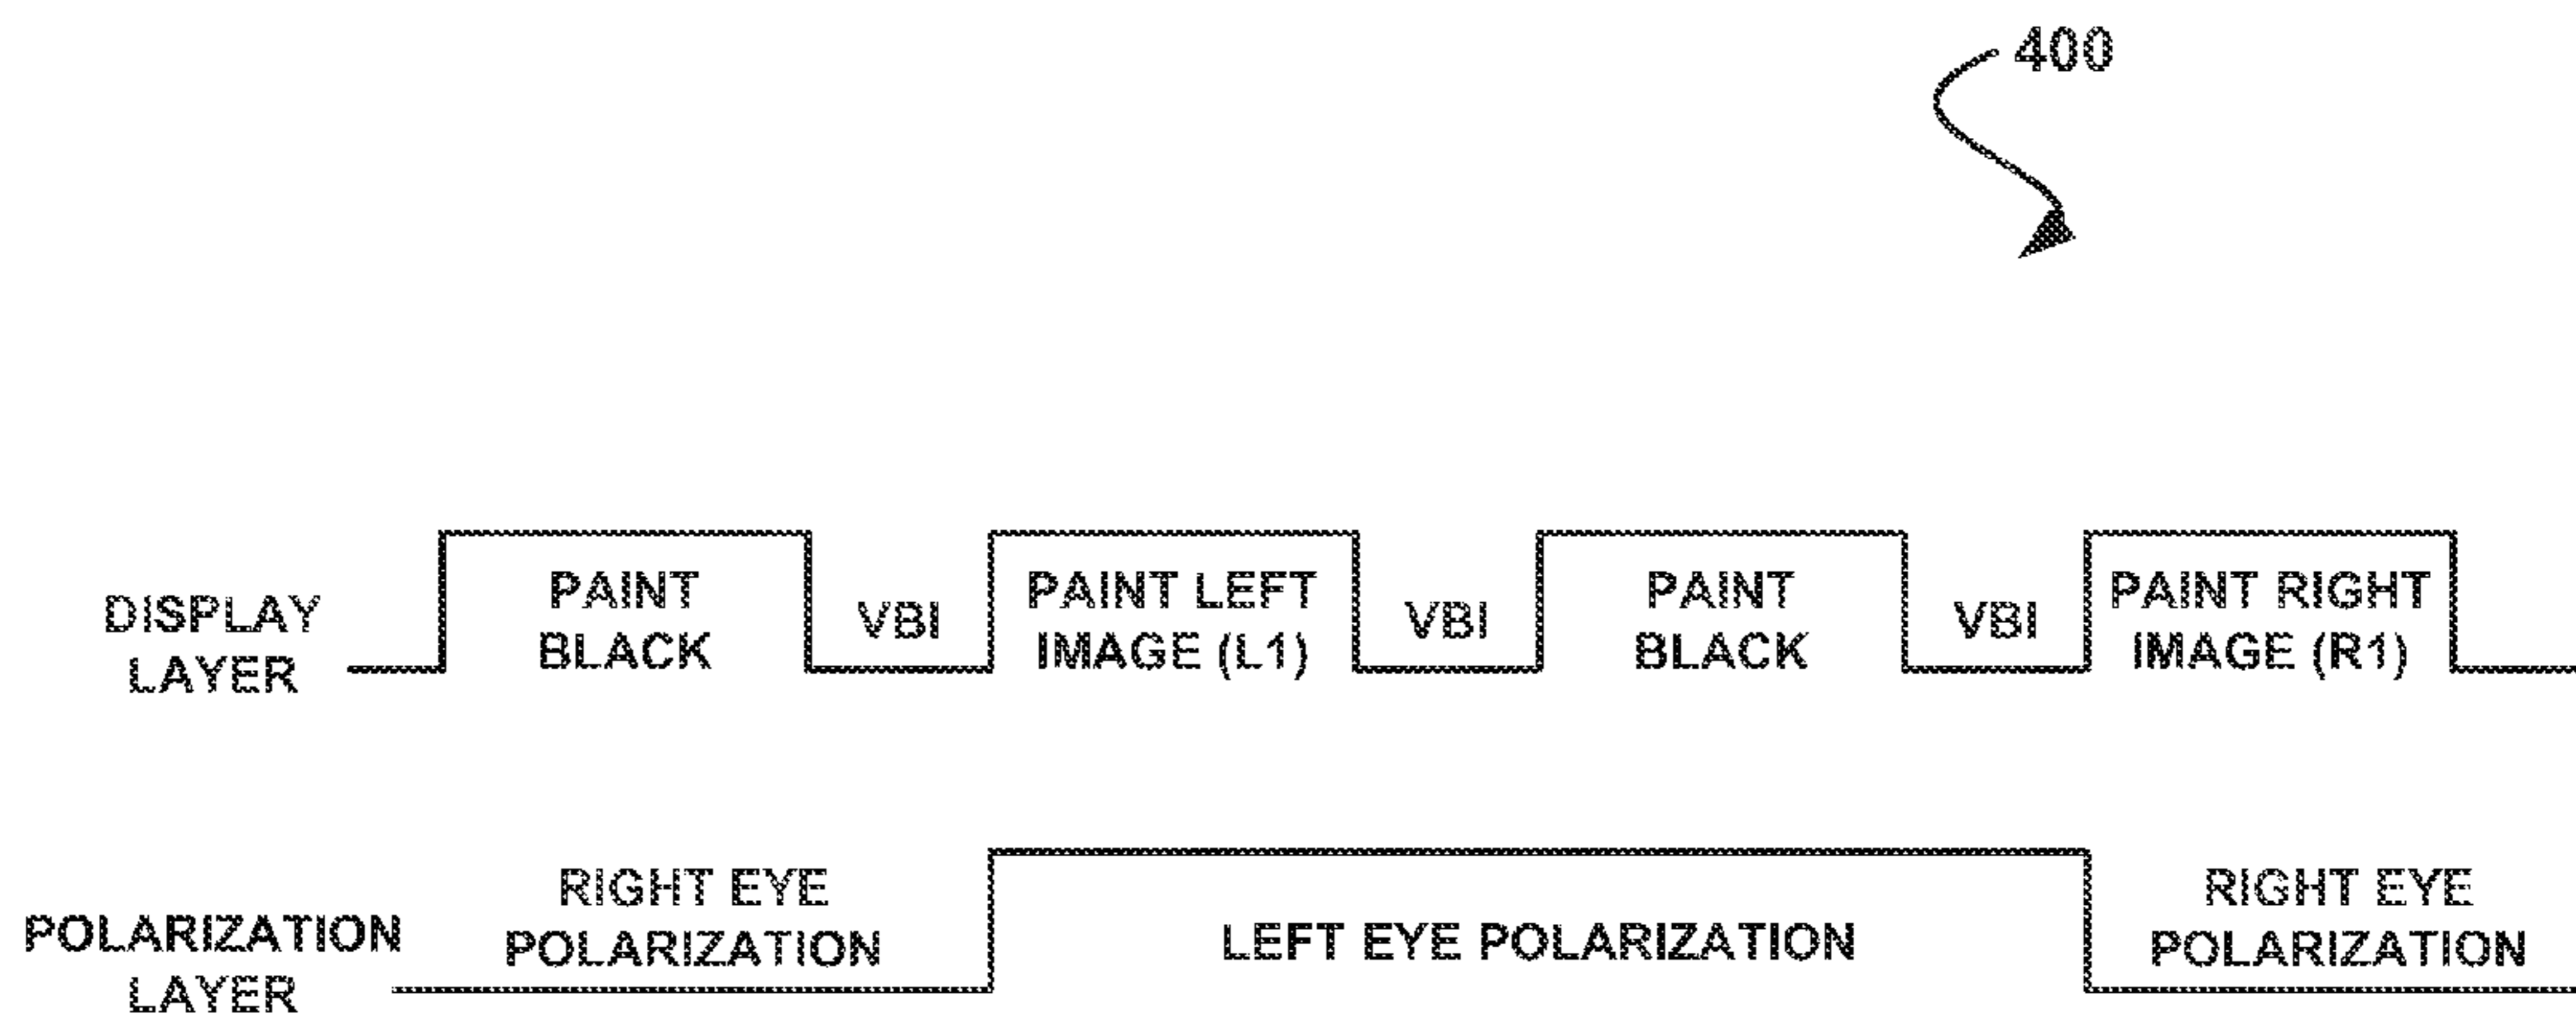 400
DISPLAY
LAYER
PAINT
BLACK
VBI
PAINT LEFT
IMAGE (L1)
VBI
PAINT
BLACK
VBI
PAINT RIGHT
IMAGE (R1)
POLARIZATION
LAYER
RIGHT EYE
POLARIZATION
LEFT EYE POLARIZATION
RIGHT EYE
POLARIZATION